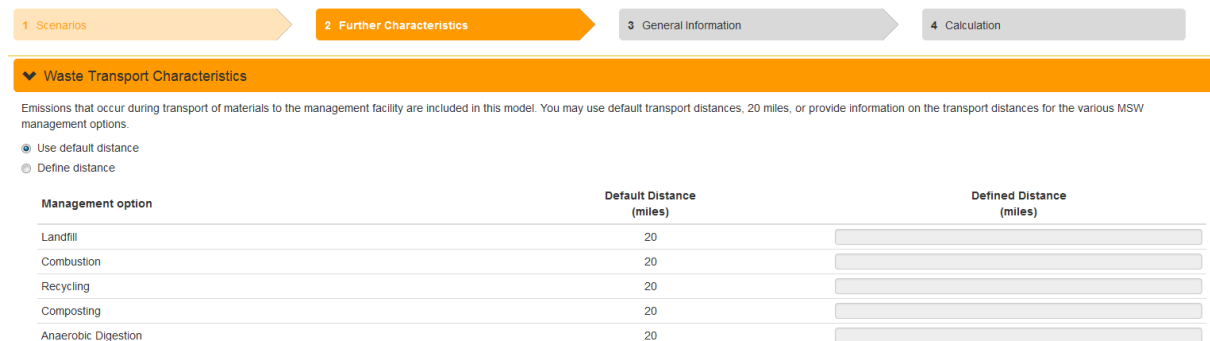 1 Scenarios
2 Further Characteristics
3 General Information
4 Calculation
Waste Transport Characteristics
Emissions that occur during transport of materials to the management facility are included in this model. You may use default transport distances, 20 miles, or provide information on the transport distances for the various MSW
management options.
Use default distance
Define distance
Management option
Default Distance
(miles)
Defined Distance
(miles)
Landfill 20
Combustion 20
Recycling 20
Composting 20
Anaerobic Digestion 20